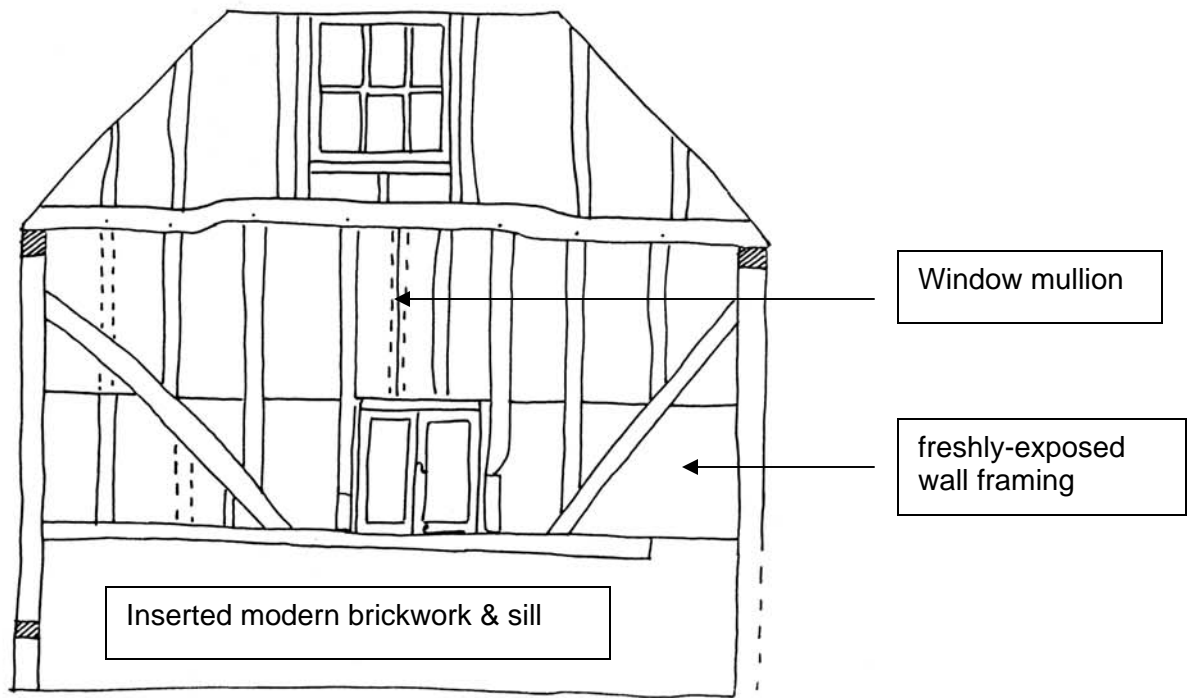 Window mullion
freshly-exposed
wall framing
Inserted modern brickwork & sill